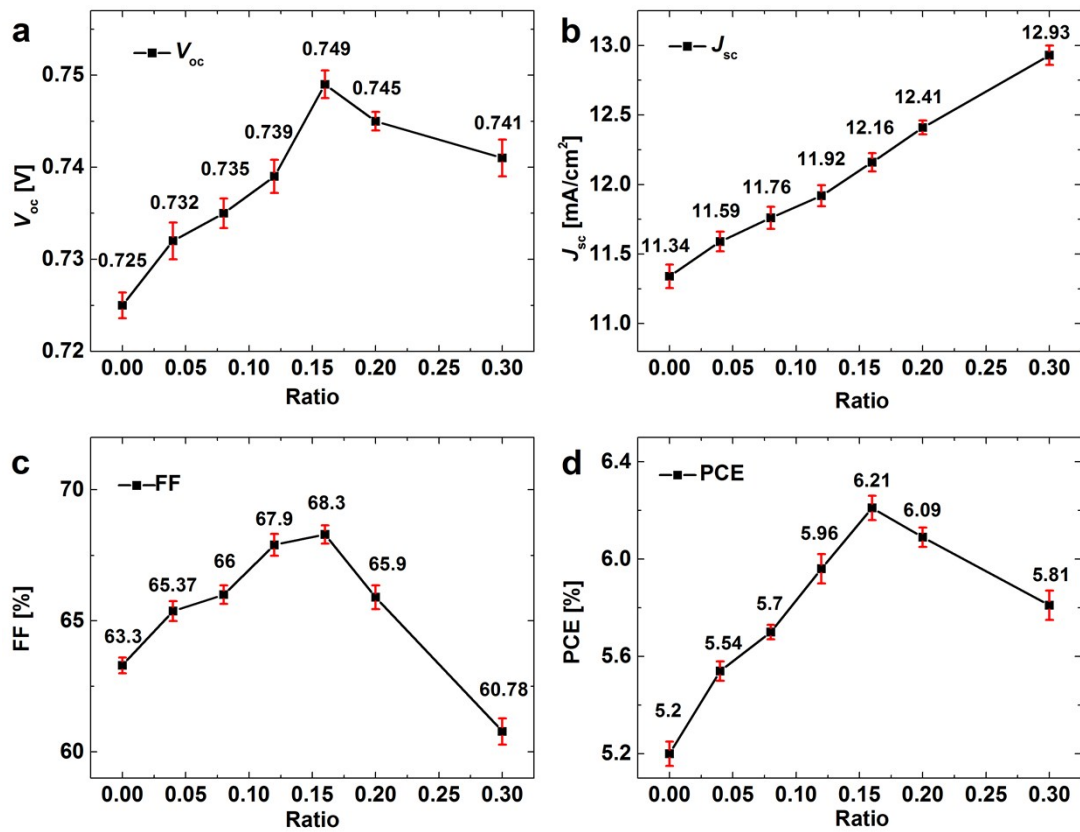 a
V_oc
0.749
0.745
0.741
0.739
0.735
0.732
0.725
0.75
0.74
0.73
0.72
V_oc [V]
0.00 0.05 0.10 0.15 0.20 0.25 0.30
Ratio
b
J_sc
12.93
12.41
12.16
11.92
11.76
11.59
11.34
13.0
12.5
12.0
11.5
11.0
J_sc [mA/cm²]
0.00 0.05 0.10 0.15 0.20 0.25 0.30
Ratio
c
FF
68.3
67.9
66
65.37
65.9
63.3
60.78
70
65
60
FF [%]
0.00 0.05 0.10 0.15 0.20 0.25 0.30
Ratio
d
PCE
6.21
6.09
5.96
5.81
5.7
5.54
5.2
6.4
6.0
5.6
5.2
PCE [%]
0.00 0.05 0.10 0.15 0.20 0.25 0.30
Ratio